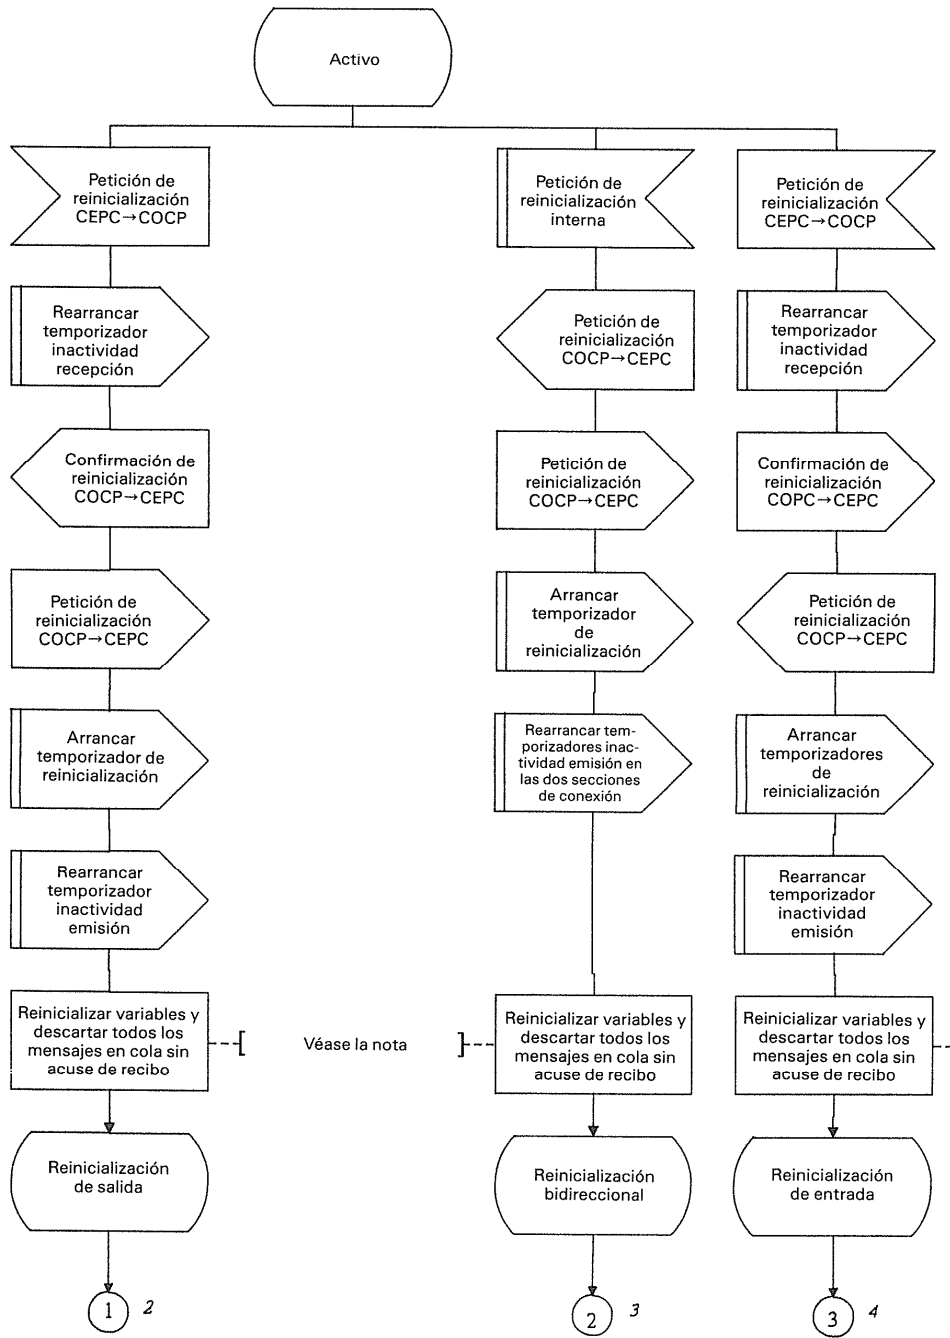 Activo
Petición de
reinicialización
CEPC→COCP
Rearrancar
temporizador
inactividad
recepción
Confirmación de
reinicialización
COCP→CEPC
Petición de
reinicialización
COCP→CEPC
Arrancar
temporizador de
reinicialización
Rearrancar
temporizador
inactividad
emisión
Reinicializar variables y
descartar todos los
mensajes en cola sin
acuse de recibo
Véase la nota
Reinicialización
de salida
1 2
Petición de
reinicialización
interna
Petición de
reinicialización
COCP→CEPC
Petición de
reinicialización
COCP→CEPC
Arrancar
temporizador
de
reinicialización
Rearrancar tem-
porizadores inac-
tividad emisión en
las dos secciones
de conexión
Reinicializar variables y
descartar todos los
mensajes en cola sin
acuse de recibo
Reinicialización
bidireccional
2 3
Petición de
reinicialización
CEPC→COCP
Rearrancar
temporizador
inactividad
recepción
Confirmación de
reinicialización
COPC→CEPC
Petición de
reinicialización
COCP→CEPC
Arrancar
temporizadores
de
reinicialización
Rearrancar
temporizador
inactividad
emisión
Reinicializar variables y
descartar todos los
mensajes en cola sin
acuse de recibo
Reinicialización
de entrada
3 4